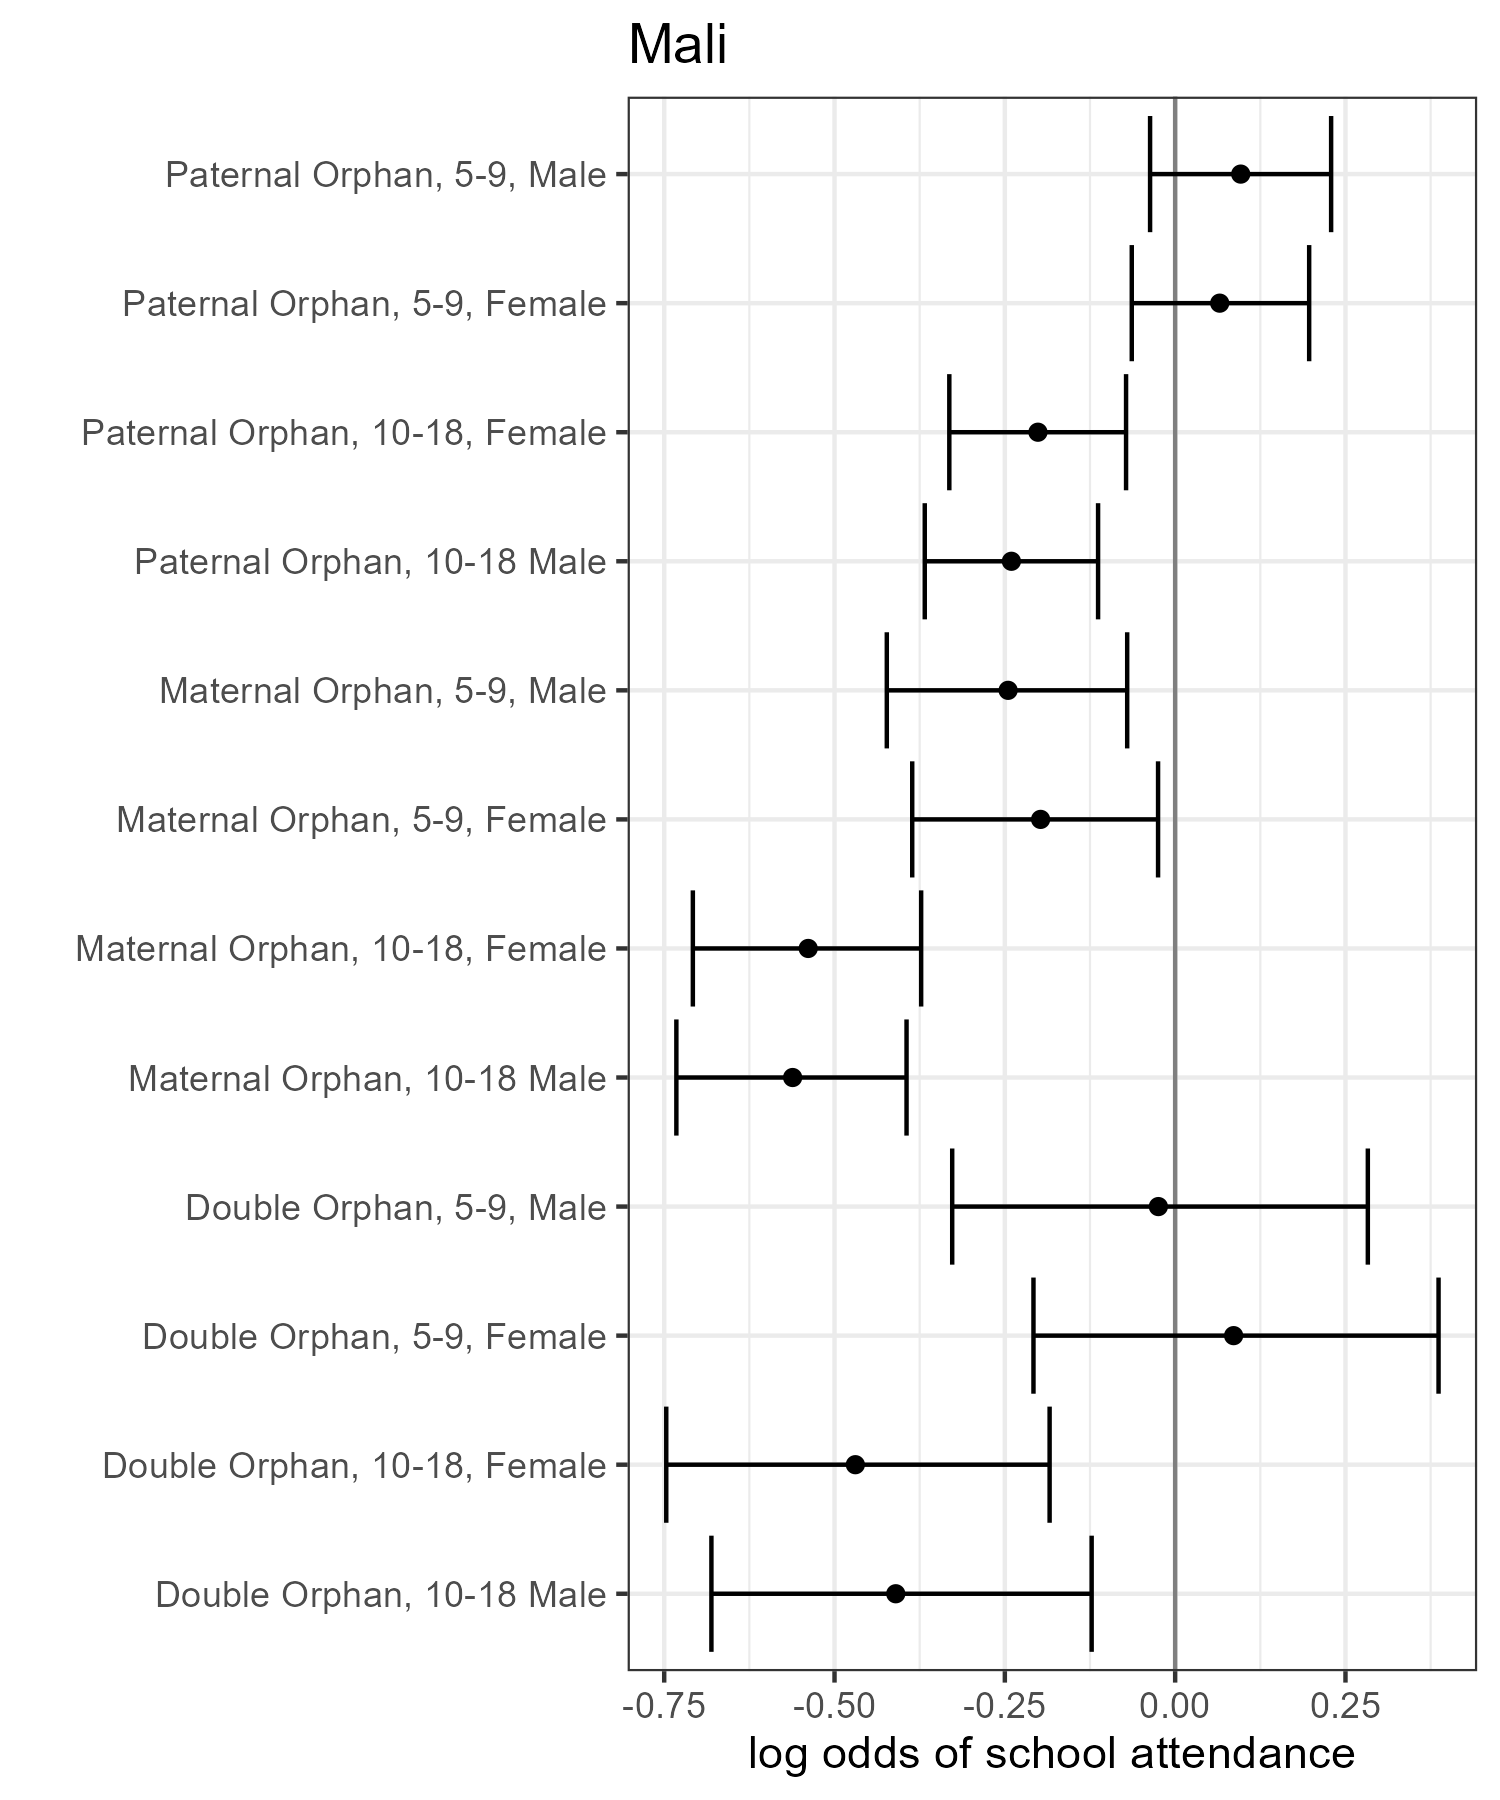 Mali
Paternal Orphan, 5-9, Male
Paternal Orphan, 5-9, Female
Paternal Orphan, 10-18, Female
Paternal Orphan, 10-18 Male
Maternal Orphan, 5-9, Male
Maternal Orphan, 5-9, Female
Maternal Orphan, 10-18, Female
Maternal Orphan, 10-18 Male
Double Orphan, 5-9, Male
Double Orphan, 5-9, Female
Double Orphan, 10-18, Female
Double Orphan, 10-18 Male
-0.75 -0.50 -0.25 0.00 0.25
log odds of school attendance